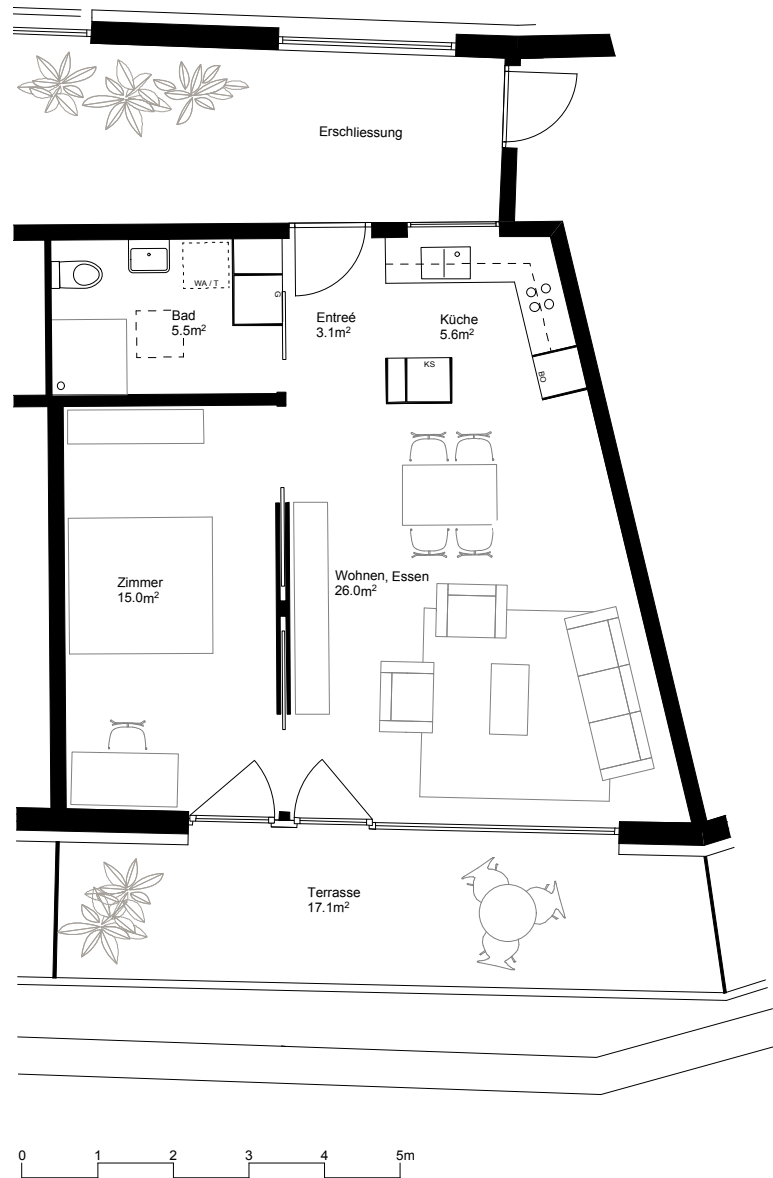 Erschliessung
WA / T
G
Bad
5.5m²
Entreé
3.1m²
Küche
5.6m²
KS
BO
Zimmer
15.0m²
Wohnen, Essen
26.0m²
Terrasse
17.1m²
0 1 2 3 4 5m